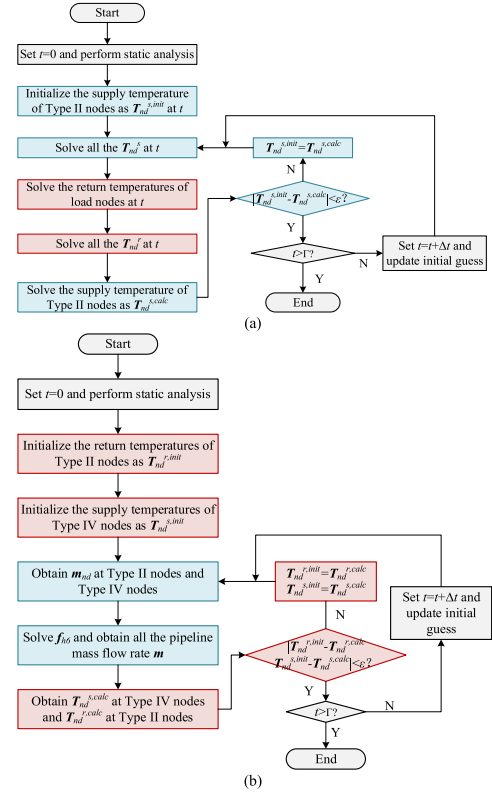 Start
Set t=0 and perform static analysis
Initialize the supply temperature
of Type II nodes as T_nd^{s,init} at t
Solve all the T_nd^s at t
Solve the return temperatures of
load nodes at t
Solve all the T_nd^r at t
Solve the supply temperature of
Type II nodes as T_nd^{s,calc}
T_nd^{s,init}=T_nd^{s,calc}
N
|T_nd^{s,init}-T_nd^{s,calc}|<ε?
Y
t>Γ?
N
Set t=t+Δt and
update initial guess
Y
End
(a)
Start
Set t=0 and perform static analysis
Initialize the return temperatures of
Type II nodes as T_nd^{r,init}
Initialize the supply temperatures of
Type IV nodes as T_nd^{s,init}
Obtain m_nd at Type II nodes and
Type IV nodes
Solve f_h6 and obtain all the pipeline
mass flow rate m
Obtain T_nd^{s,calc} at Type IV nodes
and T_nd^{r,calc} at Type II nodes
T_nd^{r,init}=T_nd^{r,calc}
T_nd^{s,init}=T_nd^{s,calc}
N
|T_nd^{r,init}-T_nd^{r,calc}
T_nd^{s,init}-T_nd^{s,calc}|<ε?
Y
t>Γ?
N
Set t=t+Δt and
update initial
guess
Y
End
(b)